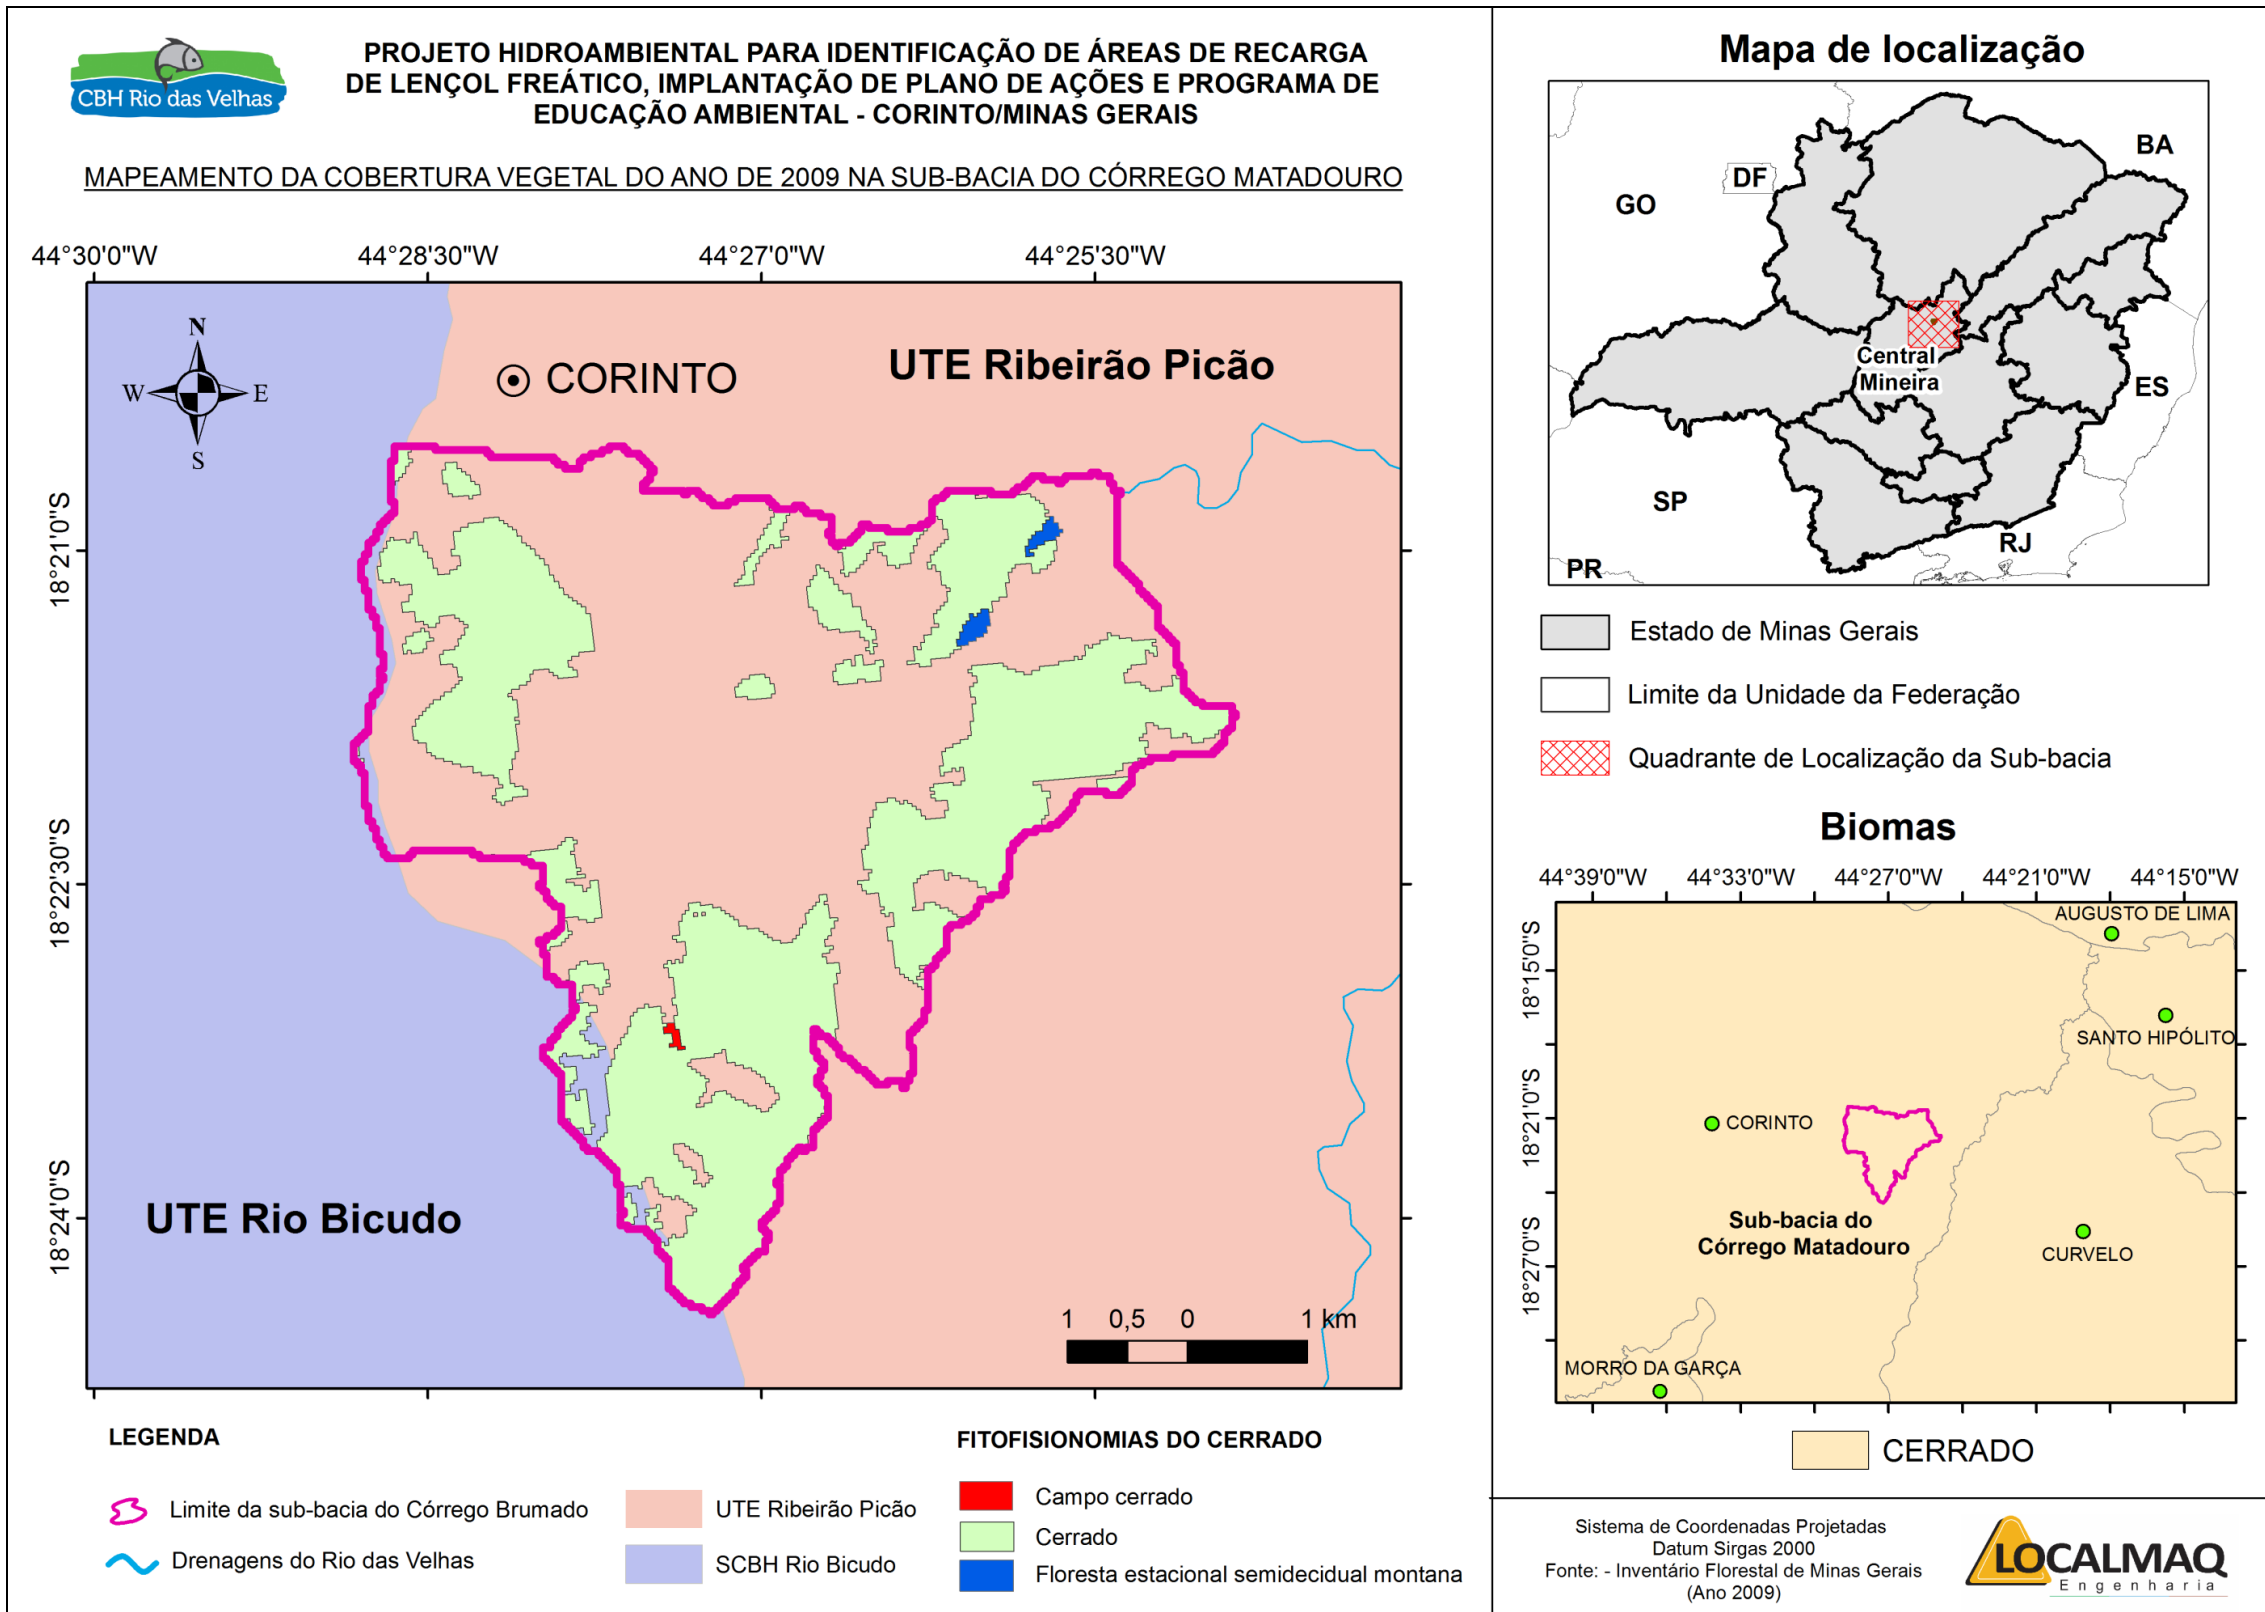 CBH Rio das Velhas
PROJETO HIDROAMBIENTAL PARA IDENTIFICAÇÃO DE ÁREAS DE RECARGA
DE LENÇOL FREÁTICO, IMPLANTAÇÃO DE PLANO DE AÇÕES E PROGRAMA DE
EDUCAÇÃO AMBIENTAL - CORINTO/MINAS GERAIS
MAPEAMENTO DA COBERTURA VEGETAL DO ANO DE 2009 NA SUB-BACIA DO CÓRREGO MATADOURO
44°30'0"W 44°28'30"W 44°27'0"W 44°25'30"W
N
W E
S
CORINTO
UTE Ribeirão Picão
18°21'0"S
18°22'30"S
18°24'0"S
UTE Rio Bicudo
1 0,5 0 1 km
LEGENDA
Limite da sub-bacia do Córrego Brumado
Drenagens do Rio das Velhas
UTE Ribeirão Picão
SCBH Rio Bicudo
FITOFISIONOMIAS DO CERRADO
Campo cerrado
Cerrado
Floresta estacional semidecidual montana
Mapa de localização
BA
DF
GO
Central
Mineira
ES
SP
RJ
PR
Estado de Minas Gerais
Limite da Unidade da Federação
Quadrante de Localização da Sub-bacia
Biomas
44°39'0"W 44°33'0"W 44°27'0"W 44°21'0"W 44°15'0"W
AUGUSTO DE LIMA
18°15'0"S
SANTO HIPÓLITO
18°21'0"S
CORINTO
Sub-bacia do
Córrego Matadouro
CURVELO
18°27'0"S
MORRO DA GARÇA
CERRADO
Sistema de Coordenadas Projetadas
Datum Sirgas 2000
Fonte: - Inventário Florestal de Minas Gerais
(Ano 2009)
LOCALMAQ
Engenharia